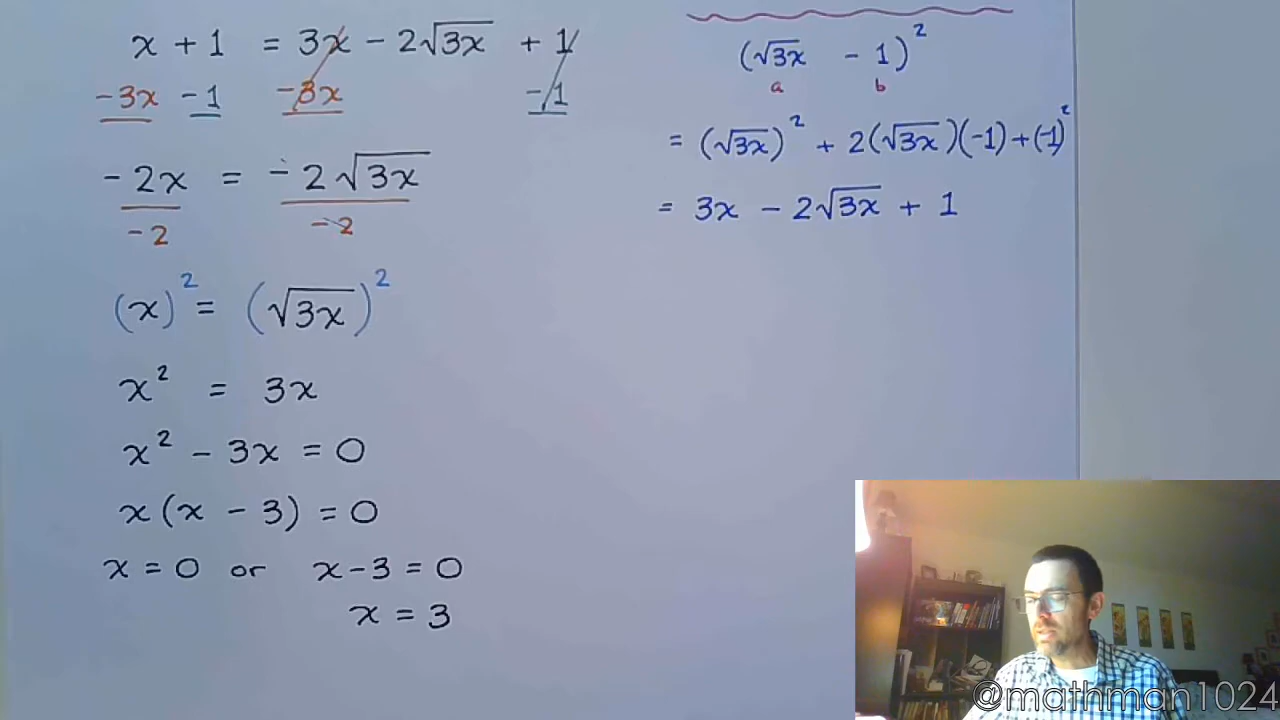 x + 1 = 3x - 2√3x + 1
-3x -1 -3x -1
-2x = -2√3x
-2 -2
(x)² = (√3x)²
x² = 3x
x² - 3x = 0
x(x - 3) = 0
x = 0 or x - 3 = 0
x = 3
(√3x - 1)²
a b
= (√3x)² + 2(√3x)(-1) + (-1)²
= 3x - 2√3x + 1
@mathman1024